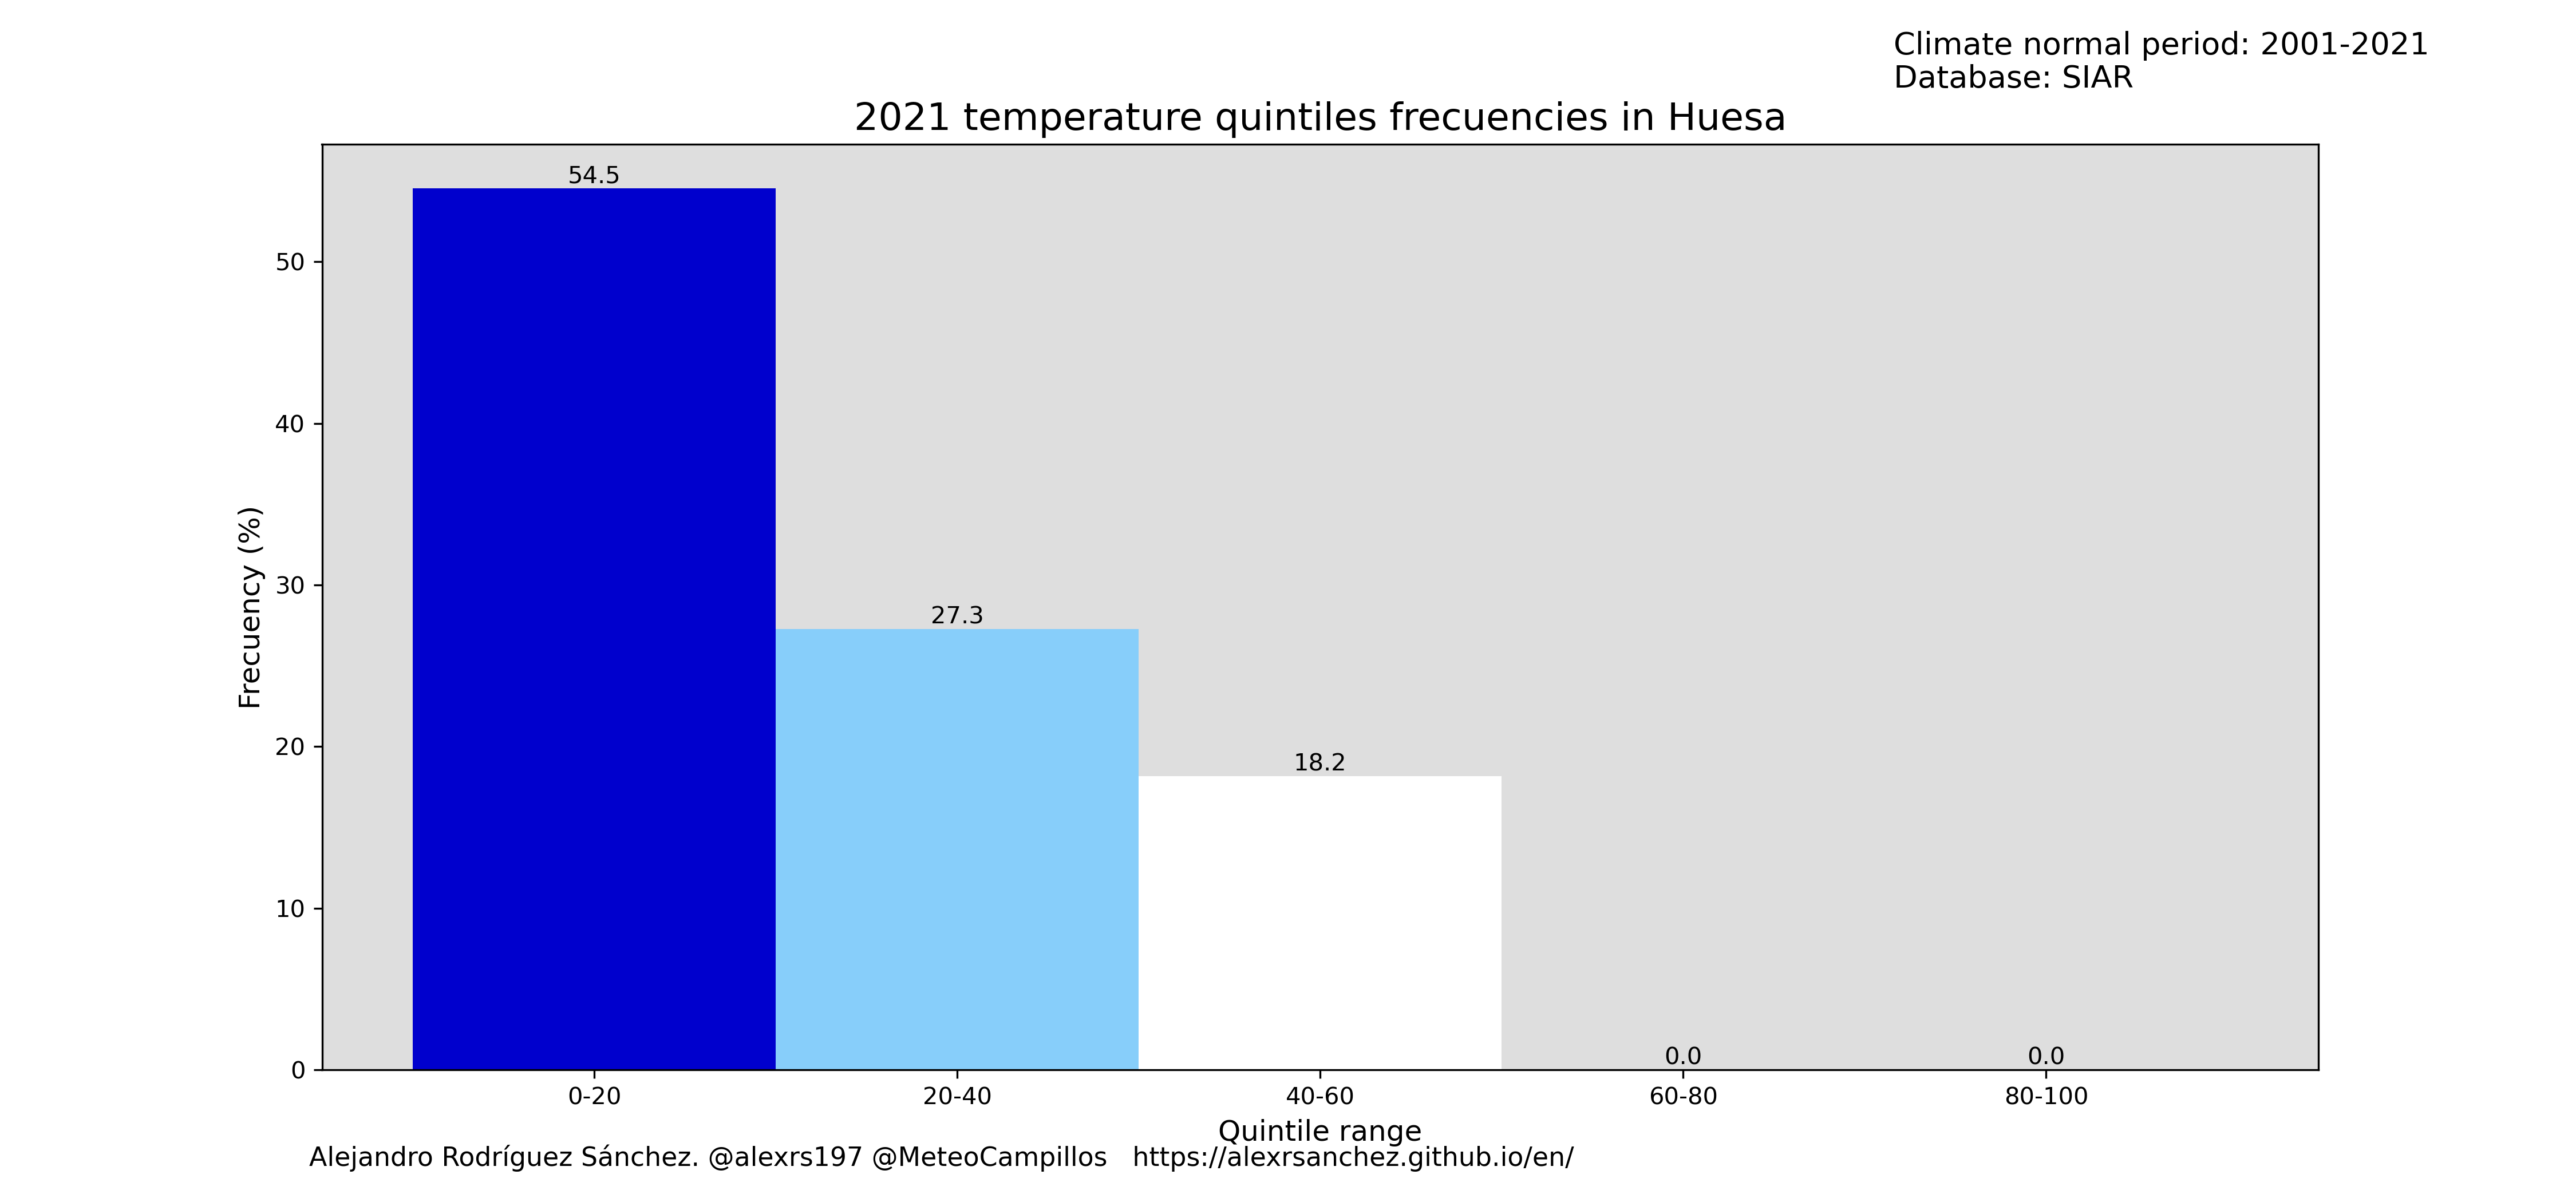 Climate normal period: 2001-2021
Database: SIAR
2021 temperature quintiles frecuencies in Huesa
54.5
50
40
Frecuency (%)
30
27.3
20
18.2
10
0
0.0
0.0
0-20
20-40
40-60
60-80
80-100
Quintile range
Alejandro Rodríguez Sánchez. @alexrs197 @MeteoCampillos   https://alexrsanchez.github.io/en/